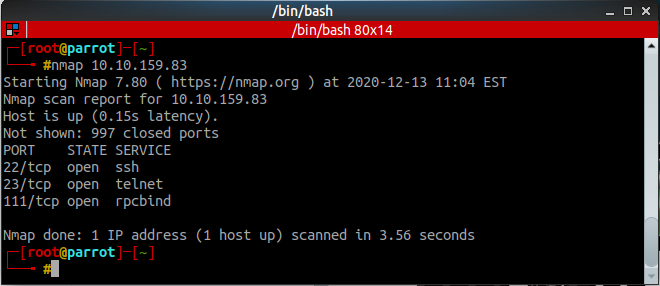 /bin/bash
/bin/bash 80x14
[root@parrot]-[~]
#nmap 10.10.159.83
Starting Nmap 7.80 ( https://nmap.org ) at 2020-12-13 11:04 EST
Nmap scan report for 10.10.159.83
Host is up (0.15s latency).
Not shown: 997 closed ports
PORT    STATE SERVICE
22/tcp  open  ssh
23/tcp  open  telnet
111/tcp open  rpcbind
Nmap done: 1 IP address (1 host up) scanned in 3.56 seconds
[root@parrot]-[~]
#